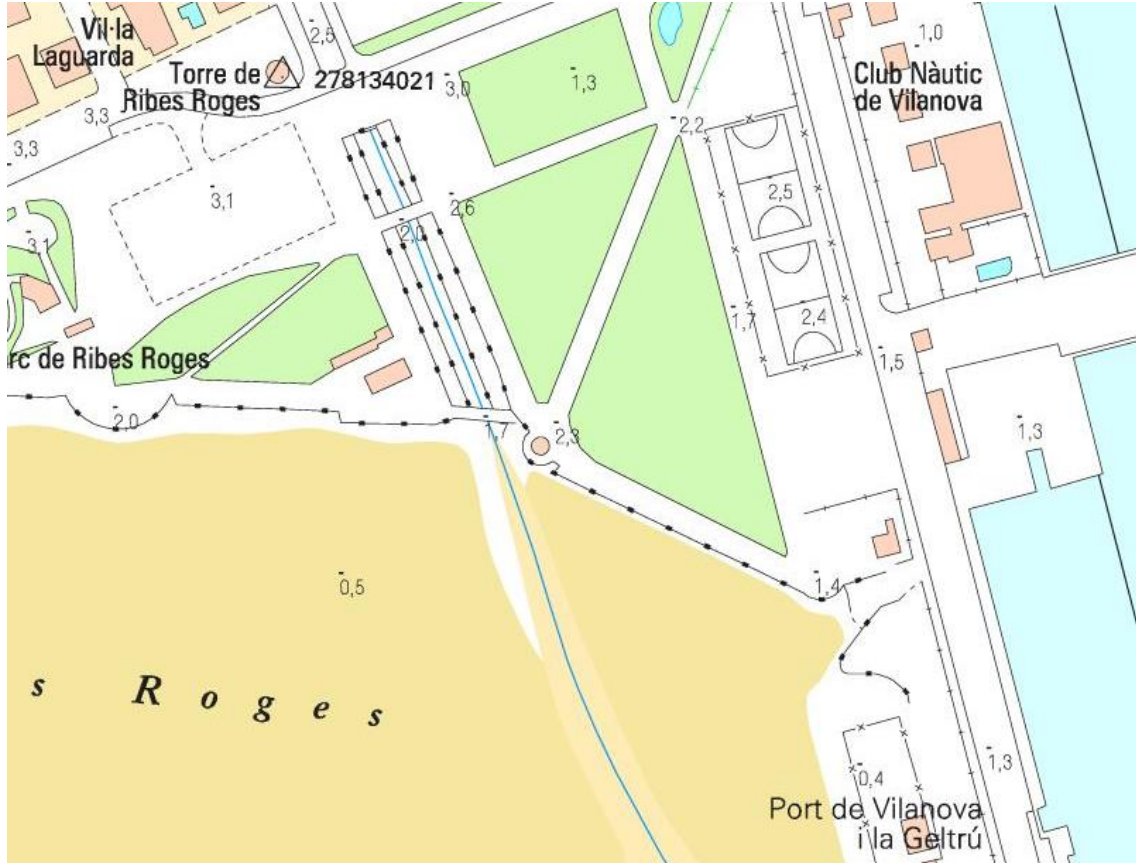 Vil·la
Laguarda
2,5
1,0
Torre de
Ribes Roges
278134021
3,0
1,3
Club Nàutic
de Vilanova
3,3
3,3
2,2
3,1
2,6
2,5
2,0
3,1
1,7
2,4
rc de Ribes Roges
1,5
2,0
1,7
2,3
1,3
0,5
1,4
s Roges
1,3
0,4
Port de Vilanova
i la Geltrú